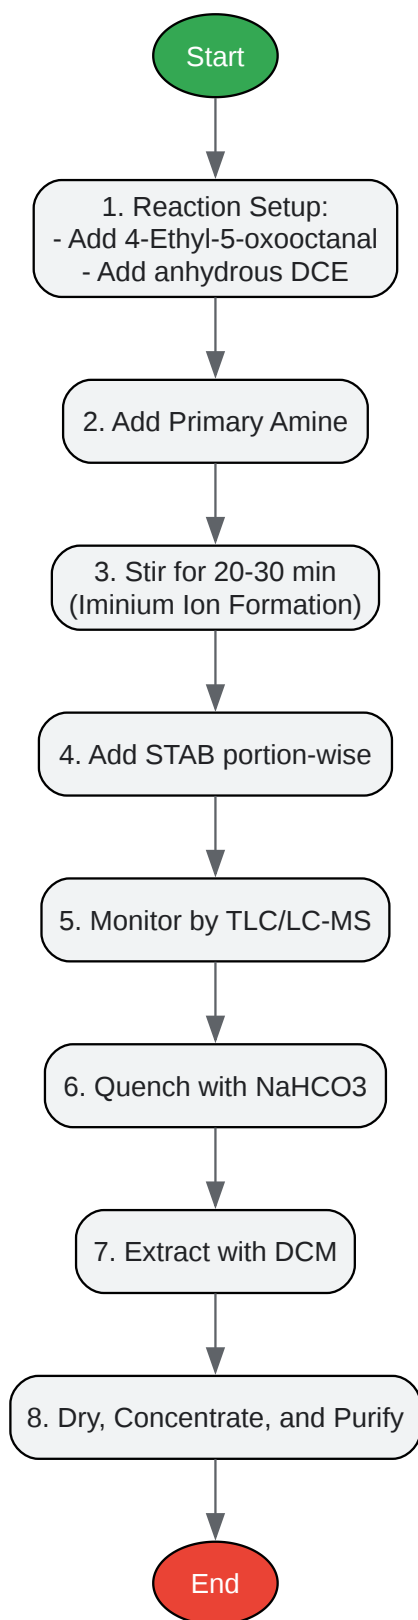 Start
1. Reaction Setup:
- Add 4-Ethyl-5-oxooctanal
- Add anhydrous DCE
2. Add Primary Amine
3. Stir for 20-30 min
(Iminium Ion Formation)
4. Add STAB portion-wise
5. Monitor by TLC/LC-MS
6. Quench with NaHCO3
7. Extract with DCM
8. Dry, Concentrate, and Purify
End